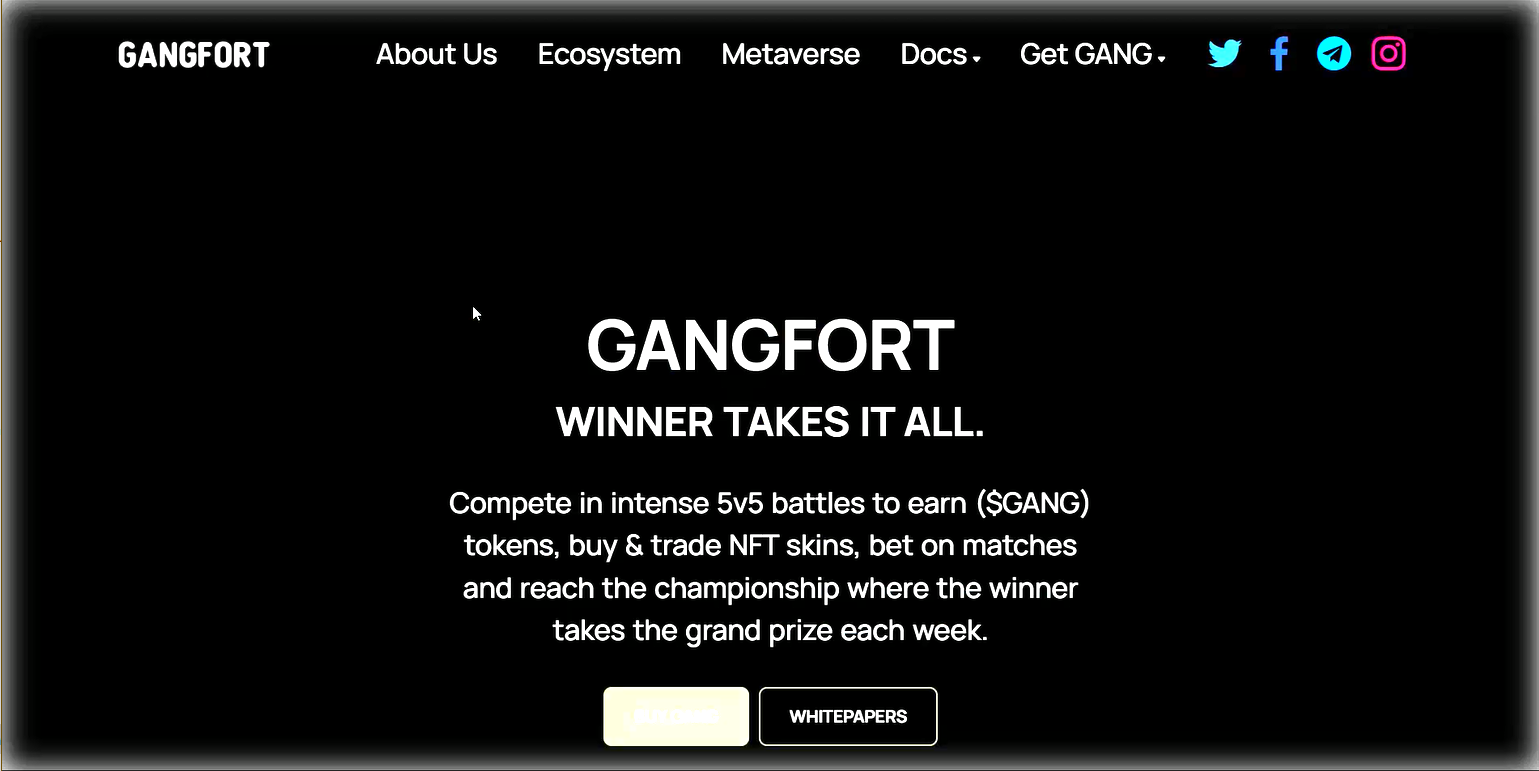 GANGFORT
About Us
Ecosystem
Metaverse
Docs
Get GANG
GANGFORT
WINNER TAKES IT ALL.
Compete in intense 5v5 battles to earn ($GANG)
tokens, buy & trade NFT skins, bet on matches
and reach the championship where the winner
takes the grand prize each week.
WHITEPAPERS